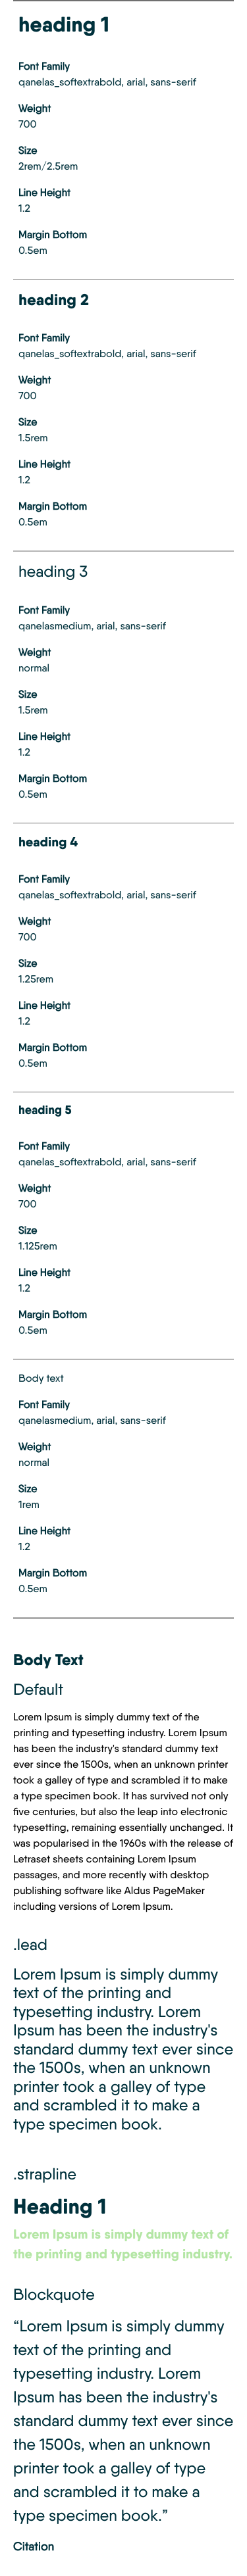 heading 1
Font Family
qanelas_softextrabold, arial, sans-serif
Weight
700
Size
2rem/2.5rem
Line Height
1.2
Margin Bottom
0.5em
heading 2
Font Family
qanelas_softextrabold, arial, sans-serif
Weight
700
Size
1.5rem
Line Height
1.2
Margin Bottom
0.5em
heading 3
Font Family
qanelasmedium, arial, sans-serif
Weight
normal
Size
1.5rem
Line Height
1.2
Margin Bottom
0.5em
heading 4
Font Family
qanelas_softextrabold, arial, sans-serif
Weight
700
Size
1.25rem
Line Height
1.2
Margin Bottom
0.5em
heading 5
Font Family
qanelas_softextrabold, arial, sans-serif
Weight
700
Size
1.125rem
Line Height
1.2
Margin Bottom
0.5em
Body text
Font Family
qanelasmedium, arial, sans-serif
Weight
normal
Size
1rem
Line Height
1.2
Margin Bottom
0.5em
Body Text
Default
Lorem Ipsum is simply dummy text of the
printing and typesetting industry. Lorem Ipsum
has been the industry's standard dummy text
ever since the 1500s, when an unknown printer
took a galley of type and scrambled it to make
a type specimen book. It has survived not only
five centuries, but also the leap into electronic
typesetting, remaining essentially unchanged. It
was popularised in the 1960s with the release of
Letraset sheets containing Lorem Ipsum
passages, and more recently with desktop
publishing software like Aldus PageMaker
including versions of Lorem Ipsum.
.lead
Lorem Ipsum is simply dummy
text of the printing and
typesetting industry. Lorem
Ipsum has been the industry's
standard dummy text ever since
the 1500s, when an unknown
printer took a galley of type
and scrambled it to make a
type specimen book.
.strapline
Heading 1
Lorem Ipsum is simply dummy text of
the printing and typesetting industry.
Blockquote
“Lorem Ipsum is simply dummy
text of the printing and
typesetting industry. Lorem
Ipsum has been the industry's
standard dummy text ever since
the 1500s, when an unknown
printer took a galley of type
and scrambled it to make a
type specimen book.”
Citation